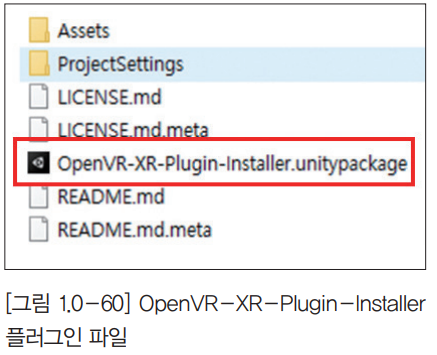 Assets
ProjectSettings
LICENSE.md
LICENSE.md.meta
OpenVR-XR-Plugin-Installer.unitypackage
README.md
README.md.meta
[그림 1.0-60] OpenVR-XR-Plugin-Installer
플러그인 파일